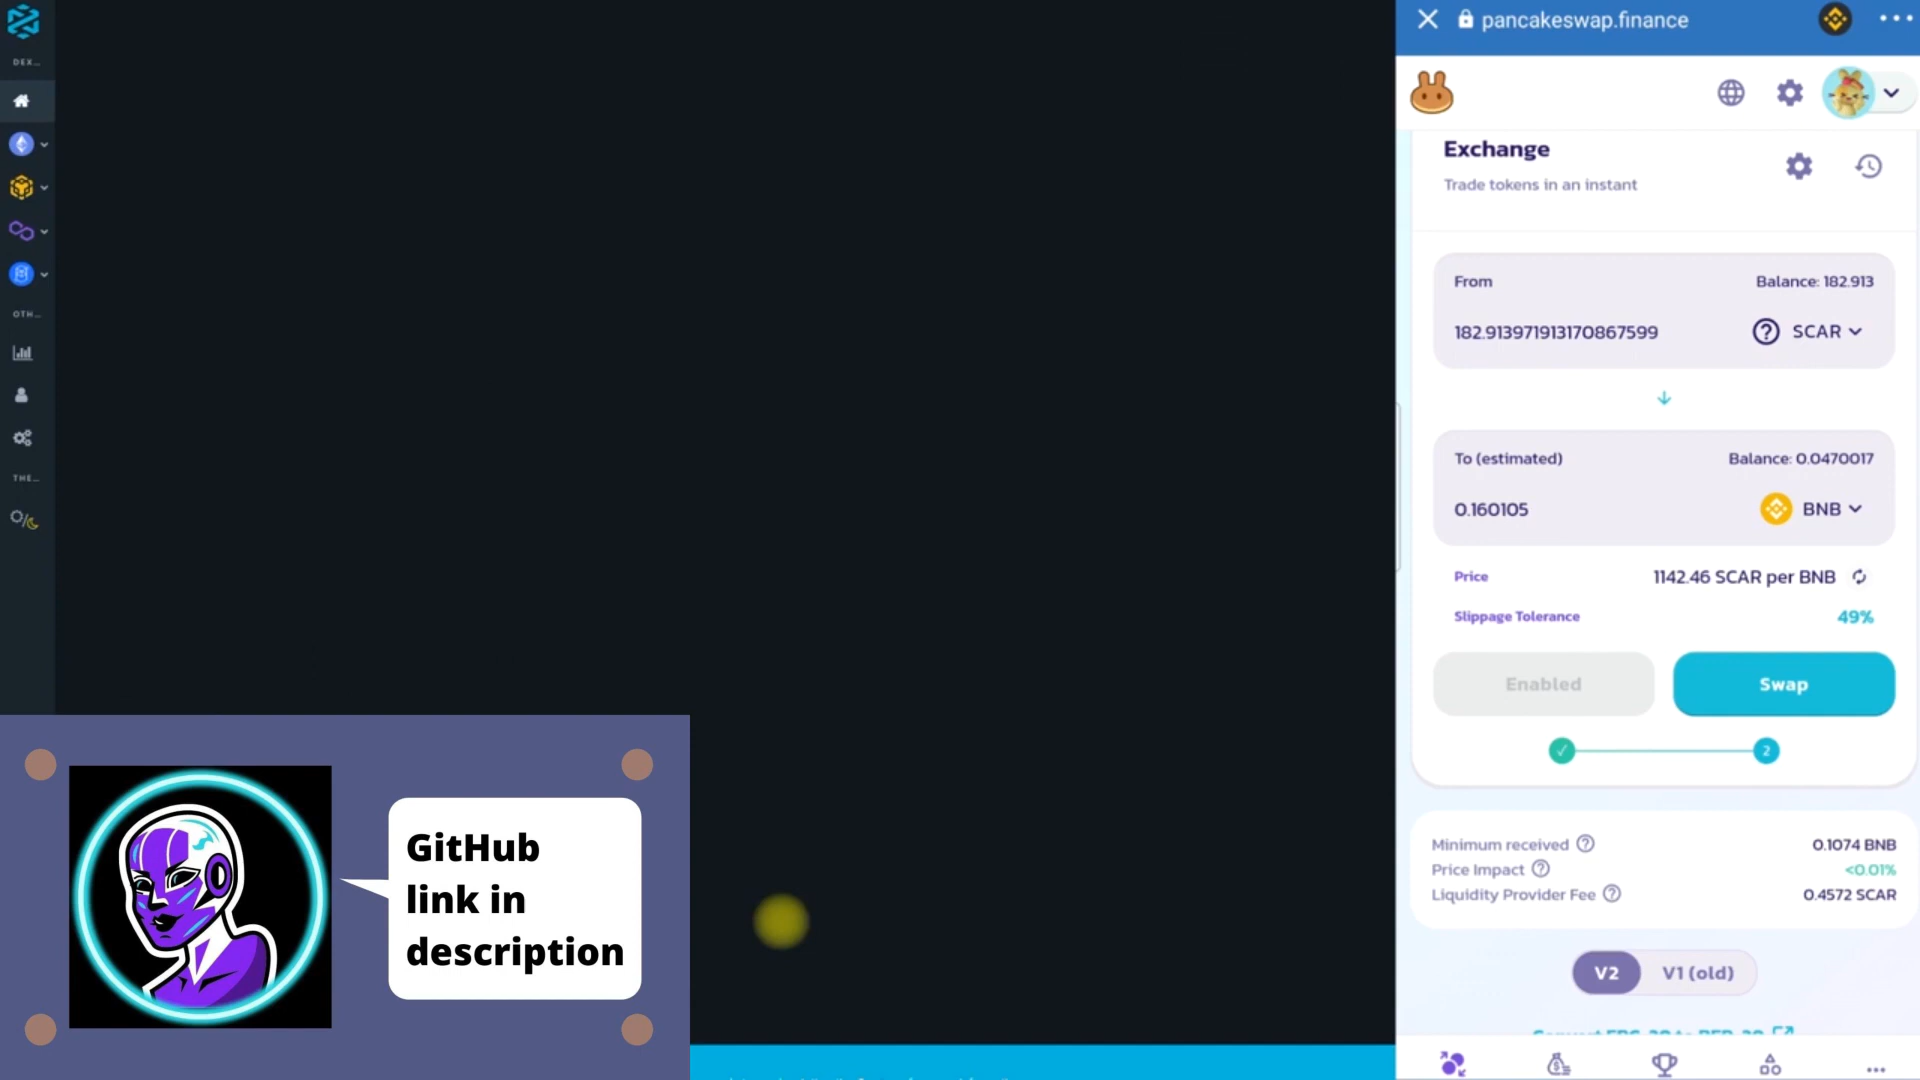 DEX...
OTH...
THE...
GitHub
link in
description
pancakeswap.finance
Exchange
Trade tokens in an instant
From
Balance: 182.913
182.913971913170867599
SCAR
To (estimated)
Balance: 0.0470017
0.160105
BNB
Price
1142.46 SCAR per BNB
Slippage Tolerance
49%
Enabled
Swap
2
Minimum received
0.1074 BNB
Price Impact
<0.01%
Liquidity Provider Fee
0.4572 SCAR
V2
V1 (old)